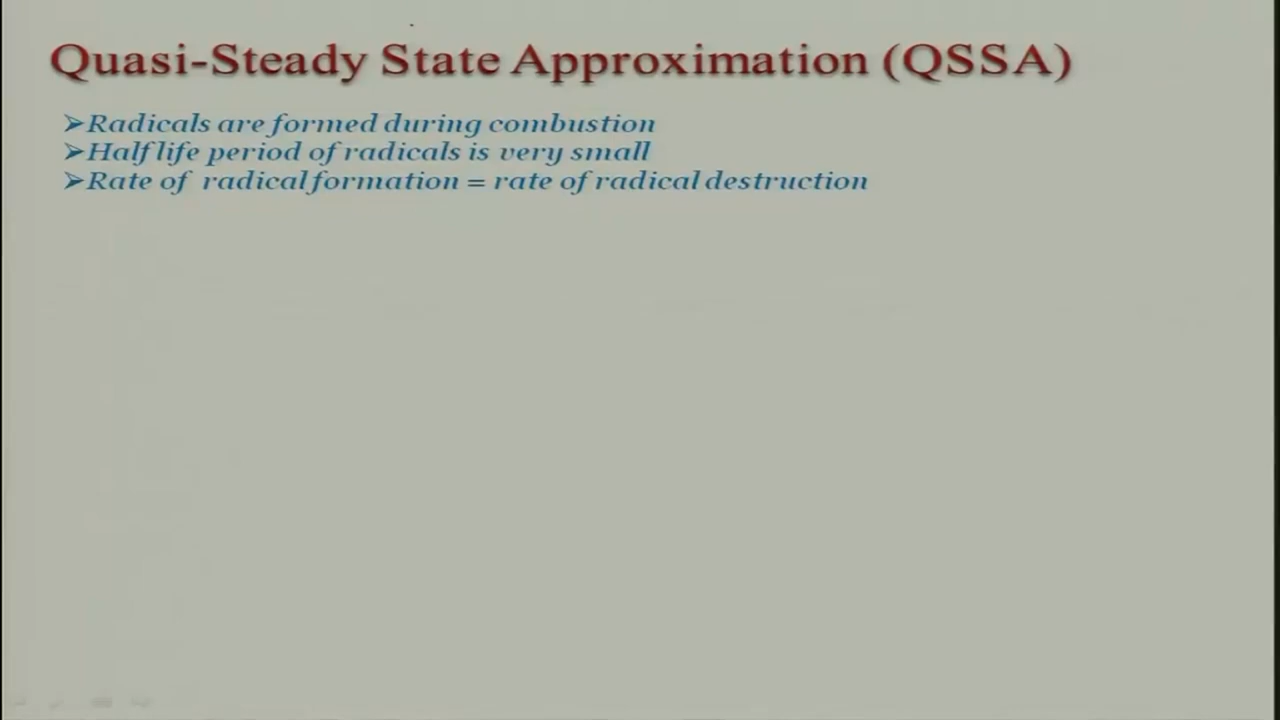 Quasi-Steady State Approximation (QSSA)
➢Radicals are formed during combustion
➢Half life period of radicals is very small
➢Rate of radical formation = rate of radical destruction